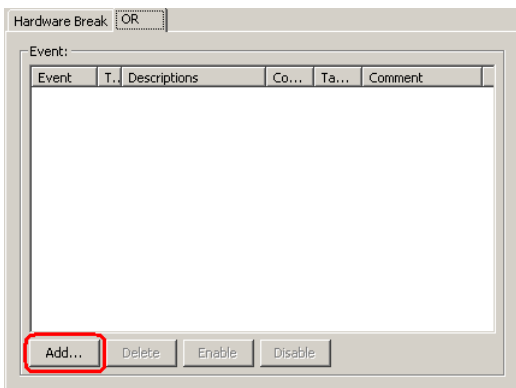 Hardware Break OR
Event:
Event T.. Descriptions Co... Ta... Comment
Add... Delete Enable Disable